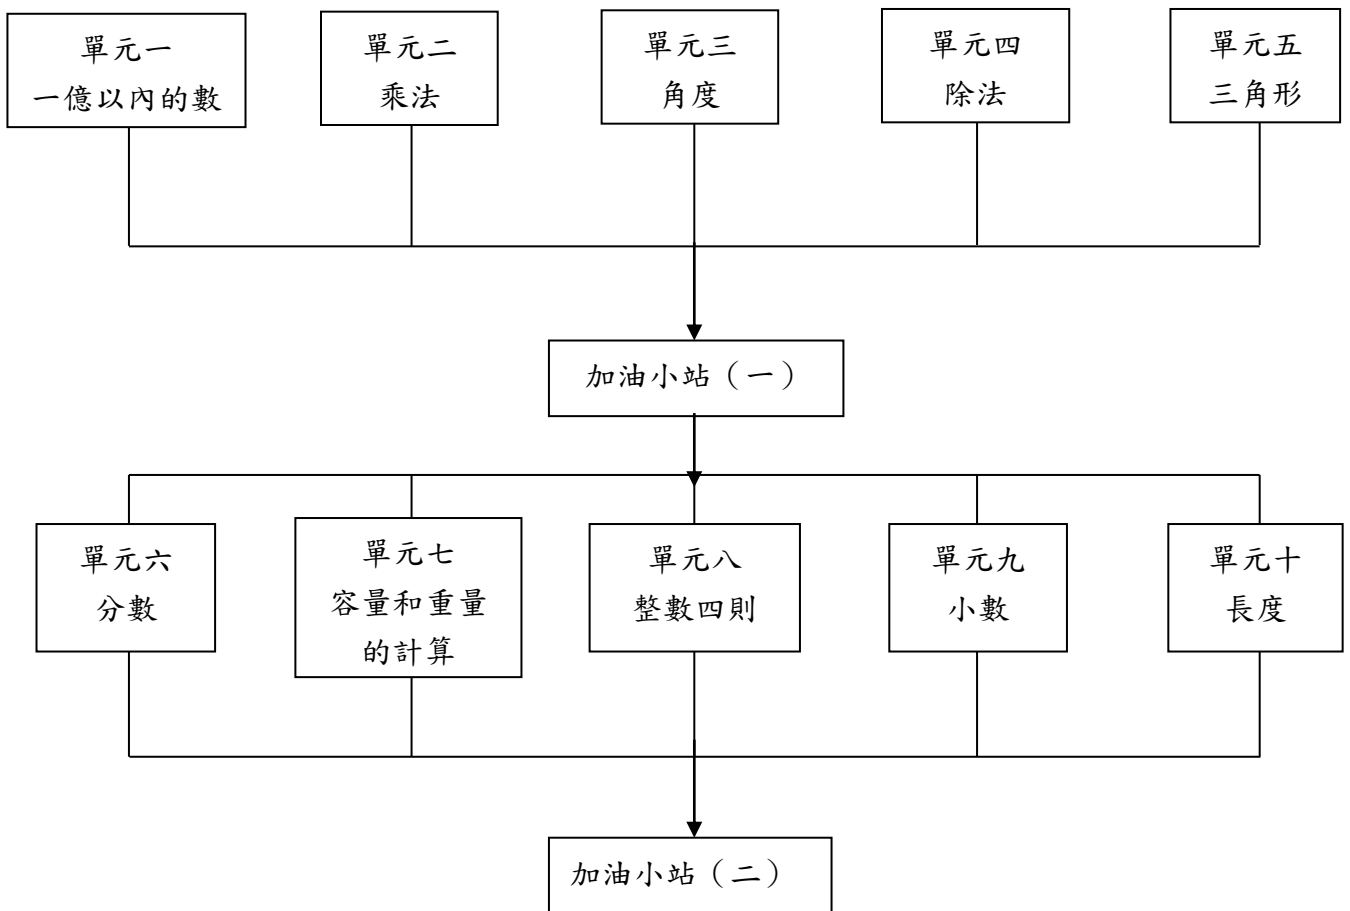 單元一
一億以內的數
單元二
乘法
單元三
角度
單元四
除法
單元五
三角形
加油小站（一）
單元六
分數
單元七
容量和重量
的計算
單元八
整數四則
單元九
小數
單元十
長度
加油小站（二）